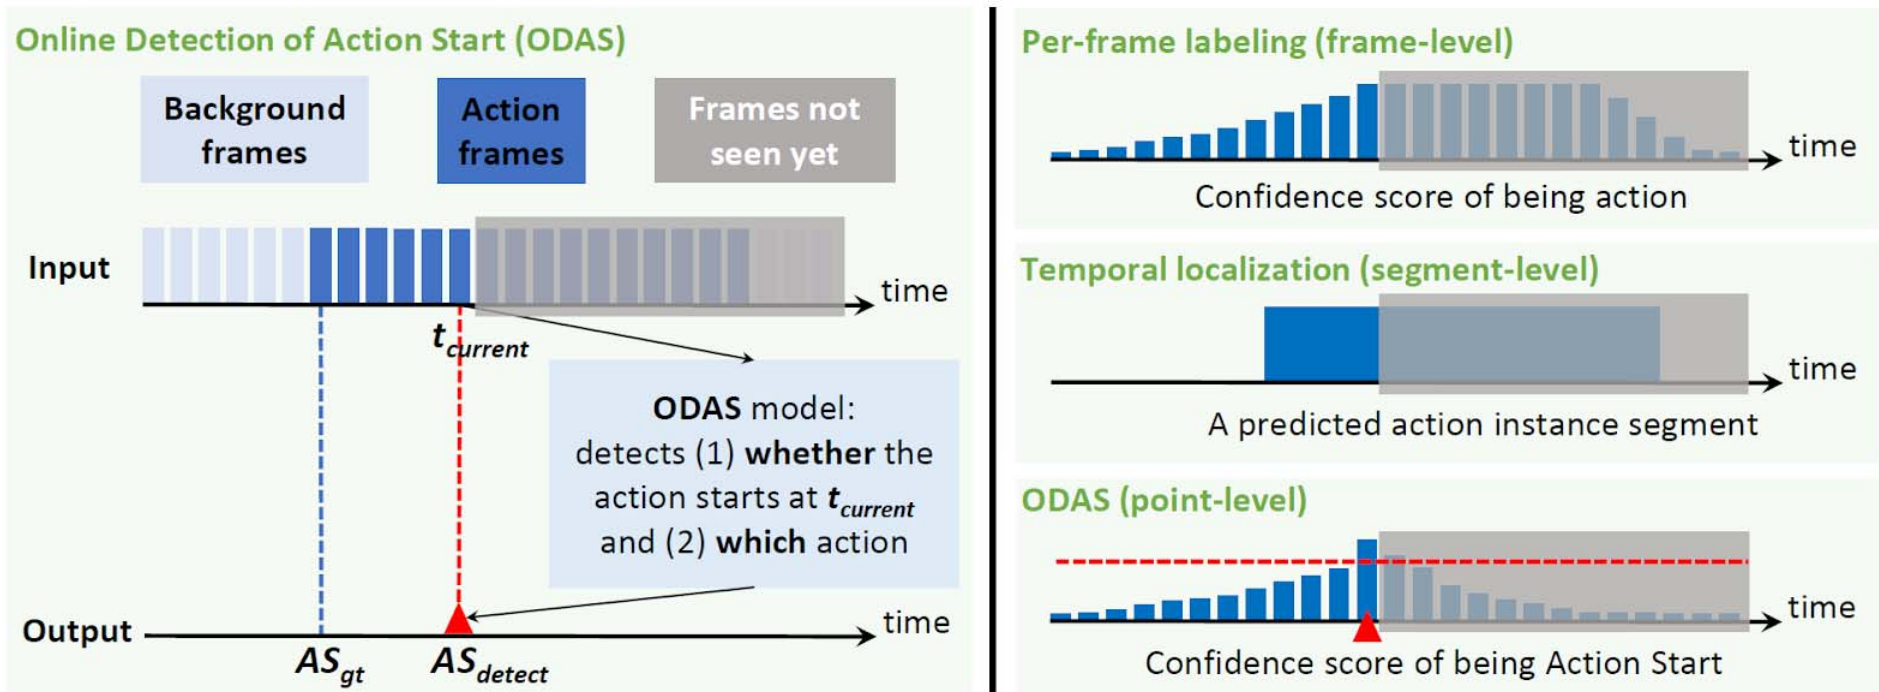 Online Detection of Action Start (ODAS)
Background
frames
Action
frames
Frames not
seen yet
Input
time
t current
ODAS model:
detects (1) whether the
action starts at t current
and (2) which action
Output
time
AS gt
AS detect
Per-frame labeling (frame-level)
time
Confidence score of being action
Temporal localization (segment-level)
time
A predicted action instance segment
ODAS (point-level)
time
Confidence score of being Action Start